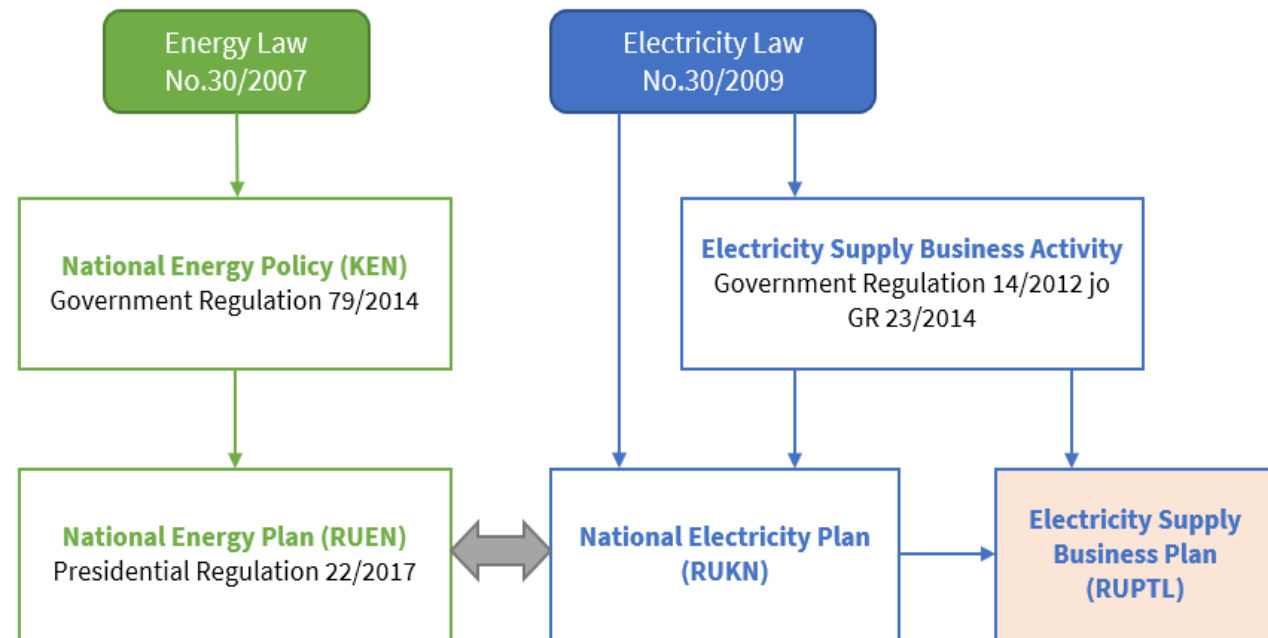 Energy Law
No.30/2007
Electricity Law
No.30/2009
National Energy Policy (KEN)
Government Regulation 79/2014
Electricity Supply Business Activity
Government Regulation 14/2012 jo
GR 23/2014
National Energy Plan (RUEN)
Presidential Regulation 22/2017
National Electricity Plan
(RUKN)
Electricity Supply
Business Plan
(RUPTL)